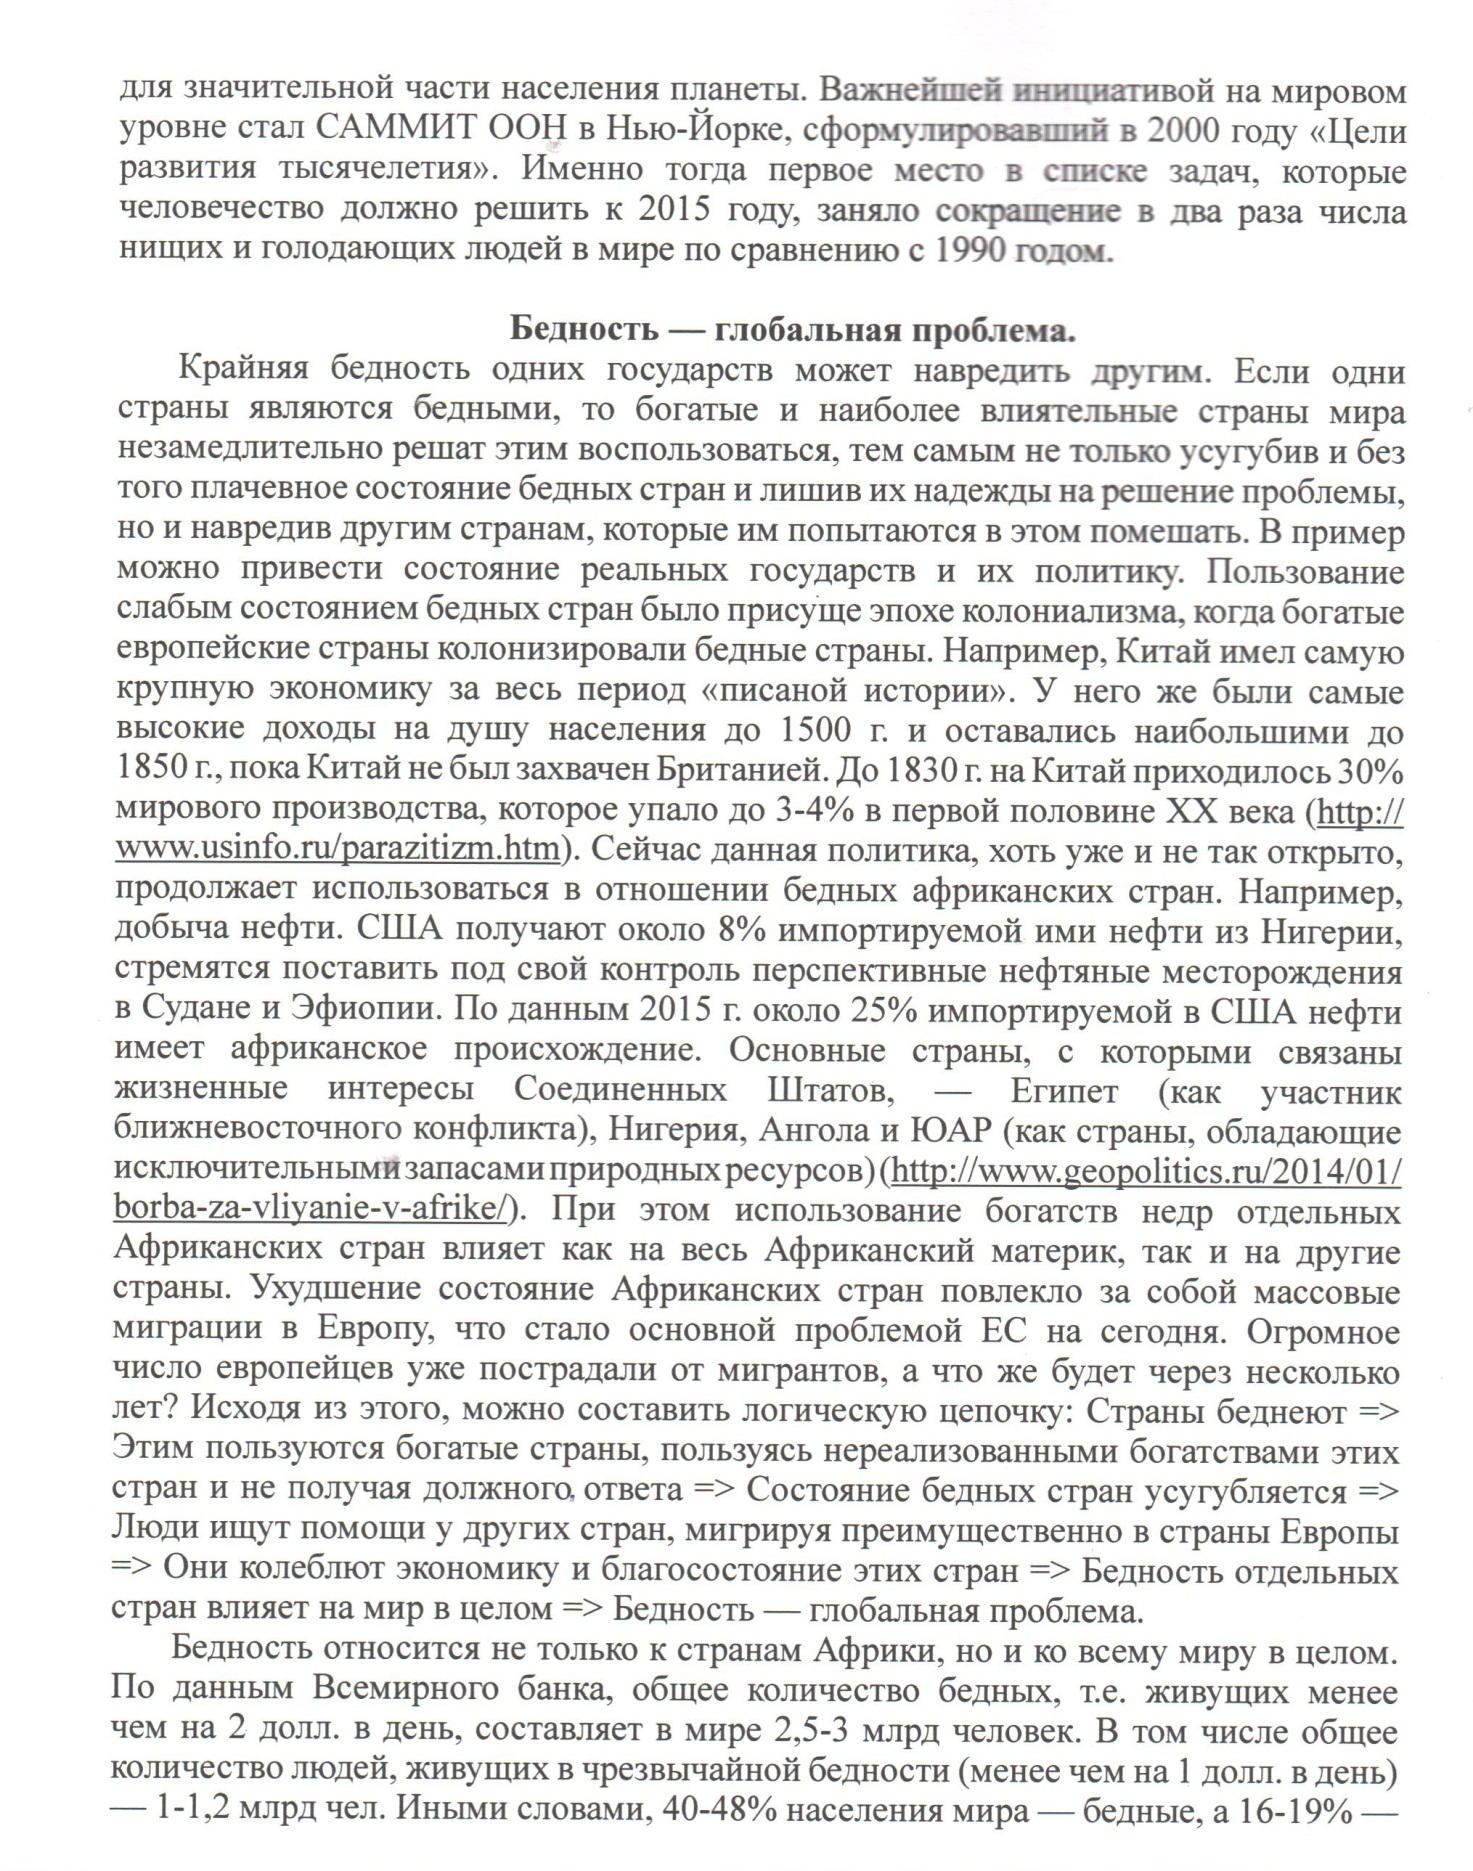 для значительной части населения планеты. Важнейшей инициативой на мировом
уровне стал САММИТ ООН в Нью-Йорке, сформулировавший в 2000 году «Цели
развития тысячелетия». Именно тогда первое место в списке задач, которые
человечество должно решить к 2015 году, заняло сокращение в два раза числа
нищих и голодающих людей в мире по сравнению с 1990 годом.
Бедность — глобальная проблема.
Крайняя бедность одних государств может навредить другим. Если одни
страны являются бедными, то богатые и наиболее влиятельные страны мира
незамедлительно решат этим воспользоваться, тем самым не только усугубив и без
того плачевное состояние бедных стран и лишив их надежды на решение проблемы,
но и навредив другим странам, которые им попытаются в этом помешать. В пример
можно привести состояние реальных государств и их политику. Пользование
слабым состоянием бедных стран было присуще эпохе колониализма, когда богатые
европейские страны колонизировали бедные страны. Например, Китай имел самую
крупную экономику за весь период «писаной истории». У него же были самые
высокие доходы на душу населения до 1500 г. и оставались наибольшими до
1850 г., пока Китай не был захвачен Британией. До 1830 г. на Китай приходилось 30%
мирового производства, которое упало до 3-4% в первой половине XX века (http://
www.usinfo.ru/parazitizm.htm). Сейчас данная политика, хоть уже и не так открыто,
продолжает использоваться в отношении бедных африканских стран. Например,
добыча нефти. США получают около 8% импортируемой ими нефти из Нигерии,
стремятся поставить под свой контроль перспективные нефтяные месторождения
в Судане и Эфиопии. По данным 2015 г. около 25% импортируемой в США нефти
имеет африканское происхождение. Основные страны, с которыми связаны
жизненные интересы Соединенных Штатов, — Египет (как участник
ближневосточного конфликта), Нигерия, Ангола и ЮАР (как страны, обладающие
исключительными запасами природных ресурсов) (http://www.geopolitics.ru/2014/01/
borba-za-vliyanie-v-afrike/). При этом использование богатств недр отдельных
Африканских стран влияет как на весь Африканский материк, так и на другие
страны. Ухудшение состояние Африканских стран повлекло за собой массовые
миграции в Европу, что стало основной проблемой ЕС на сегодня. Огромное
число европейцев уже пострадали от мигрантов, а что же будет через несколько
лет? Исходя из этого, можно составить логическую цепочку: Страны беднеют =>
Этим пользуются богатые страны, пользуясь нереализованными богатствами этих
стран и не получая должного ответа => Состояние бедных стран усугубляется =>
Люди ищут помощи у других стран, мигрируя преимущественно в страны Европы
=> Они колеблют экономику и благосостояние этих стран => Бедность отдельных
стран влияет на мир в целом => Бедность — глобальная проблема.
Бедность относится не только к странам Африки, но и ко всему миру в целом.
По данным Всемирного банка, общее количество бедных, т.е. живущих менее
чем на 2 долл. в день, составляет в мире 2,5-3 млрд человек. В том числе общее
количество людей, живущих в чрезвычайной бедности (менее чем на 1 долл. в день)
— 1-1,2 млрд чел. Иными словами, 40-48% населения мира — бедные, а 16-19% —